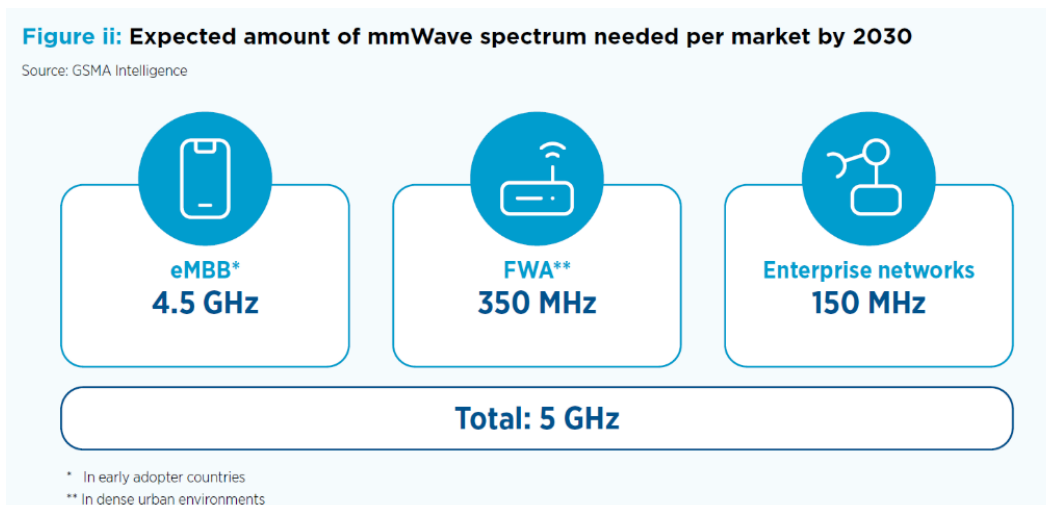 Figure ii: Expected amount of mmWave spectrum needed per market by 2030
Source: GSMA Intelligence
eMBB*
4.5 GHz
FWA**
350 MHz
Enterprise networks
150 MHz
Total: 5 GHz
* In early adopter countries
** In dense urban environments